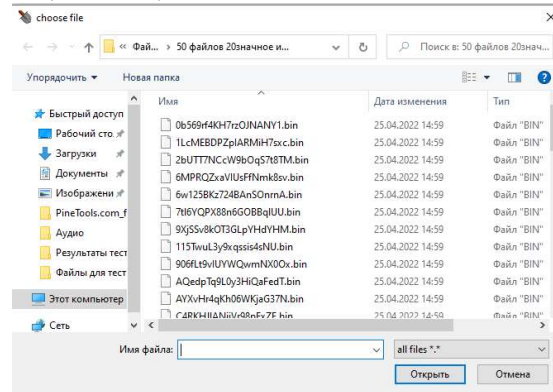 choose file
« Фай... › 50 файлов 20значное и...
Поиск в: 50 файлов 20знач...
Упорядочить
Новая папка
Имя
Дата изменения
Тип
Быстрый доступ
Рабочий сто
Загрузки
Документы
Изображени
PineTools.com_f
Аудио
Результаты тест
Файлы для тест
Этот компьютер
Сеть
0b569rf4KH7rzOJNANY1.bin 25.04.2022 14:59 Файл "BIN"
1LcMEBDPZplARMiH7sxc.bin 25.04.2022 14:59 Файл "BIN"
2bUTT7NCcW9bOqS7t8TM.bin 25.04.2022 14:59 Файл "BIN"
6MPRQZxaVIUsFfNmk8sv.bin 25.04.2022 14:59 Файл "BIN"
6w125BKz724BAnSOnrnA.bin 25.04.2022 14:59 Файл "BIN"
7tI6YQPX88n6GOBBqIUU.bin 25.04.2022 14:59 Файл "BIN"
9XjSSv8kOT3GLpYHdYHM.bin 25.04.2022 14:59 Файл "BIN"
115TwuL3y9xqssis4sNU.bin 25.04.2022 14:59 Файл "BIN"
906fLt9vIUYWQwmNX0Ox.bin 25.04.2022 14:59 Файл "BIN"
AQedpTq9L0y3HiQaFedT.bin 25.04.2022 14:59 Файл "BIN"
AYXvHr4qKh06WKjaG37N.bin 25.04.2022 14:59 Файл "BIN"
25.04.2022 14:59 Файл "BIN"
Имя файла:
all files *.*
Открыть
Отмена